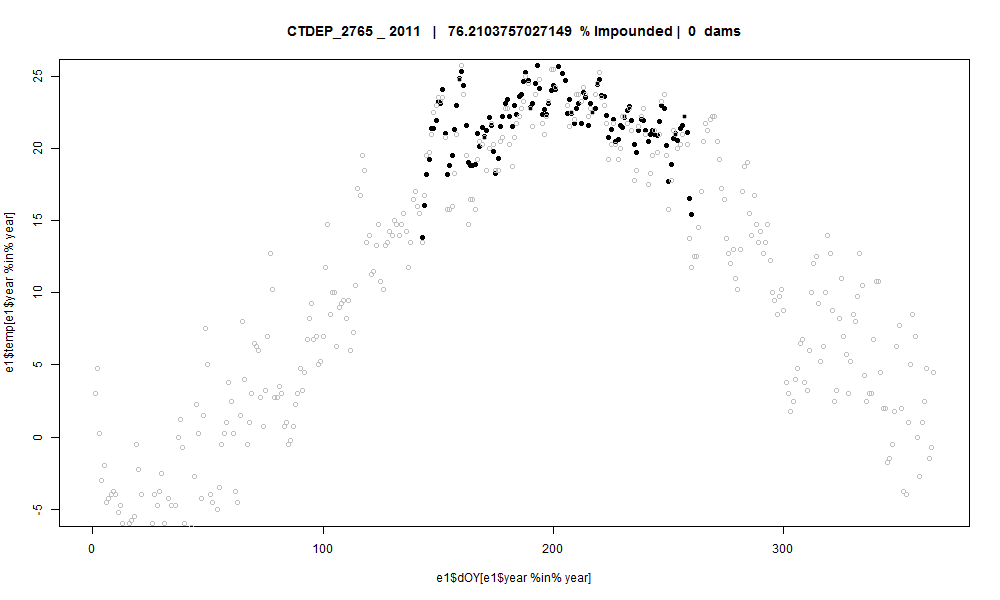 CTDEP_2765 _ 2011 | 76.2103757027149 % Impounded | 0 dams
25
20
15
10
5
0
-5
e1$temp[e1$year %in% year]
0 100 200 300
e1$dOY[e1$year %in% year]